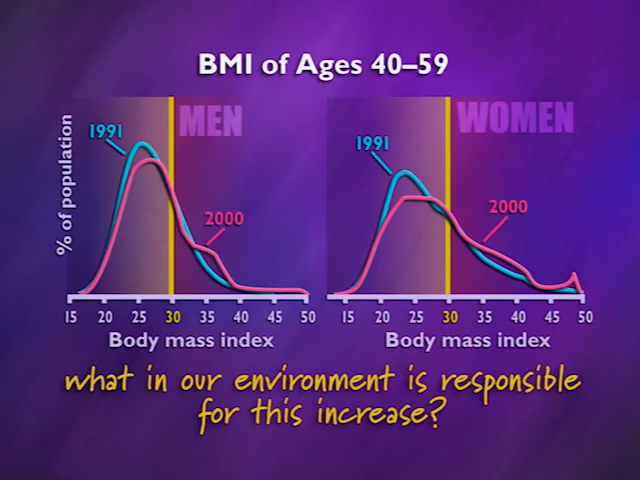 BMI of Ages 40–59
MEN
WOMEN
1991
2000
1991
2000
% of population
15 20 25 30 35 40 45 50
15 20 25 30 35 40 45 50
Body mass index
Body mass index
what in our environment is responsible
for this increase?